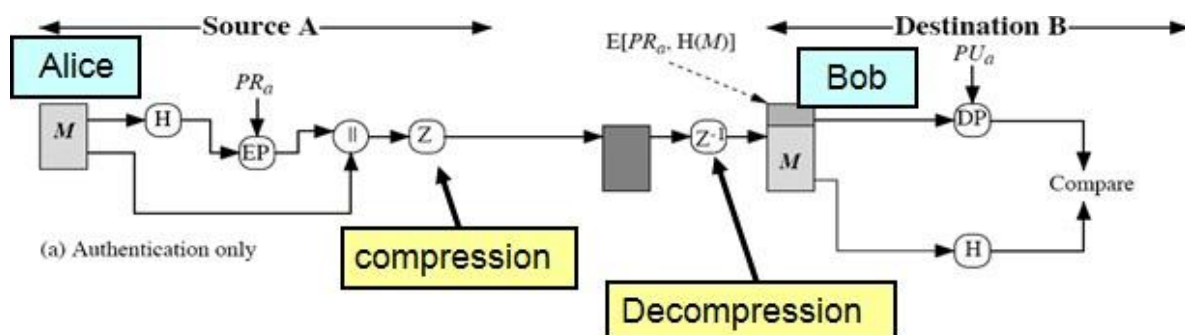 Source A
Destination B
E[PRa, H(M)]
Alice
Bob
PRa
PUa
M
H
EP
||
Z
Z-1
M
DP
Compare
H
(a) Authentication only
compression
Decompression